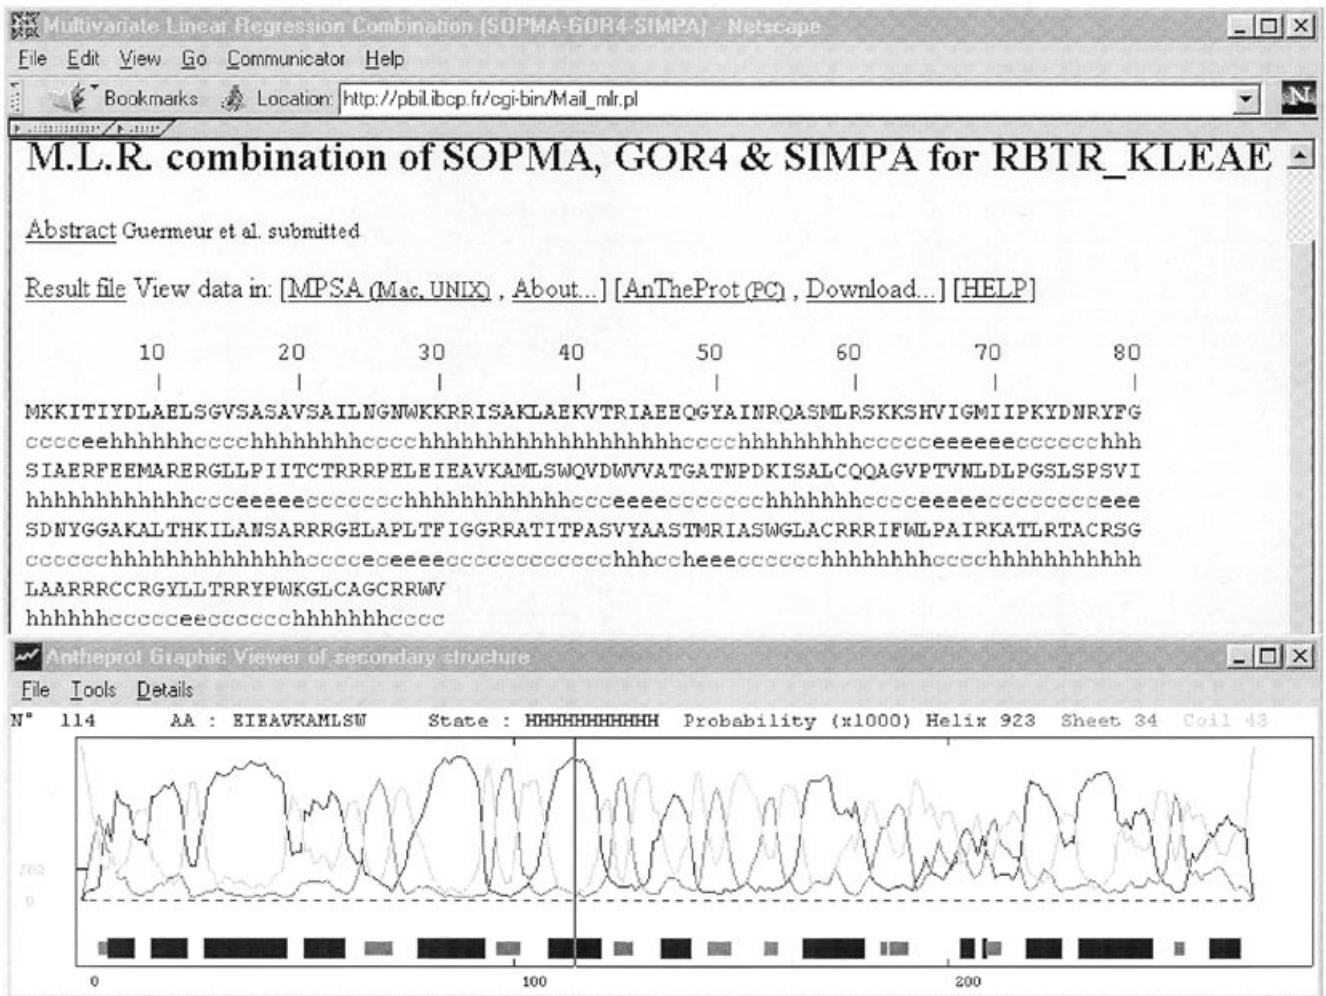 Multivariate Linear Regression Combination (SOPMA-GOR4-SIMPA) - Netscape
File Edit View Go Communicator Help
Bookmarks Location: http://pbil.ibcp.fr/cgi-bin/Mail_mlr.pl
N
M.L.R. combination of SOPMA, GOR4 & SIMPA for RBTR_KLEAE
Abstract Guermeur et al. submitted
Result file View data in: [MPSA (Mac, UNIX) , About...] [AnTheProt (PC) , Download...] [HELP]
10 20 30 40 50 60 70 80
MKKITIYDLAELSGVSASAVSAILNGNWKKRRISAKLAEKVTRIAEEQGYAINRQASMLRSKKSHVIGMIIPKYDNRYFG
cccceehhhhhhcccchhhhhhhhcccchhhhhhhhhhhhhhhhhhhcccchhhhhhhhhccccceeeeeecccccchhh
SIAERFEEMARERGLLPIITCTRRRPELEIEAVKAMLSWQVDWVVATGATNPDKISALCQQAGVPTVNLDLPGSLSPSVI
hhhhhhhhhhhhccceeeeeccccccchhhhhhhhhhhhccceeeeccccccchhhhhhhcccceeeeecccccccceee
SDNYGGAKALTHKILANSARRRGELAPLTFIGGRRATITPASVYAASTMRIASWGLACRRRIFWLPAIRKATLRTACRSG
cccccchhhhhhhhhhhhhhcccceceeeecccccccccccchhhccheeecccccchhhhhhhhcccchhhhhhhhhhh
LAARRRCCRGYLLTRRYPWKGLCAGCRRWV
hhhhhhccccceecccccchhhhhhhcccc
Antheprot Graphic Viewer of secondary structure
File Tools Details
N° 114 AA : EIEAVKAMLSW State : HHHHHHHHHHH Probability (x1000) Helix 923 Sheet 34 Coil 43
0
0 100 200